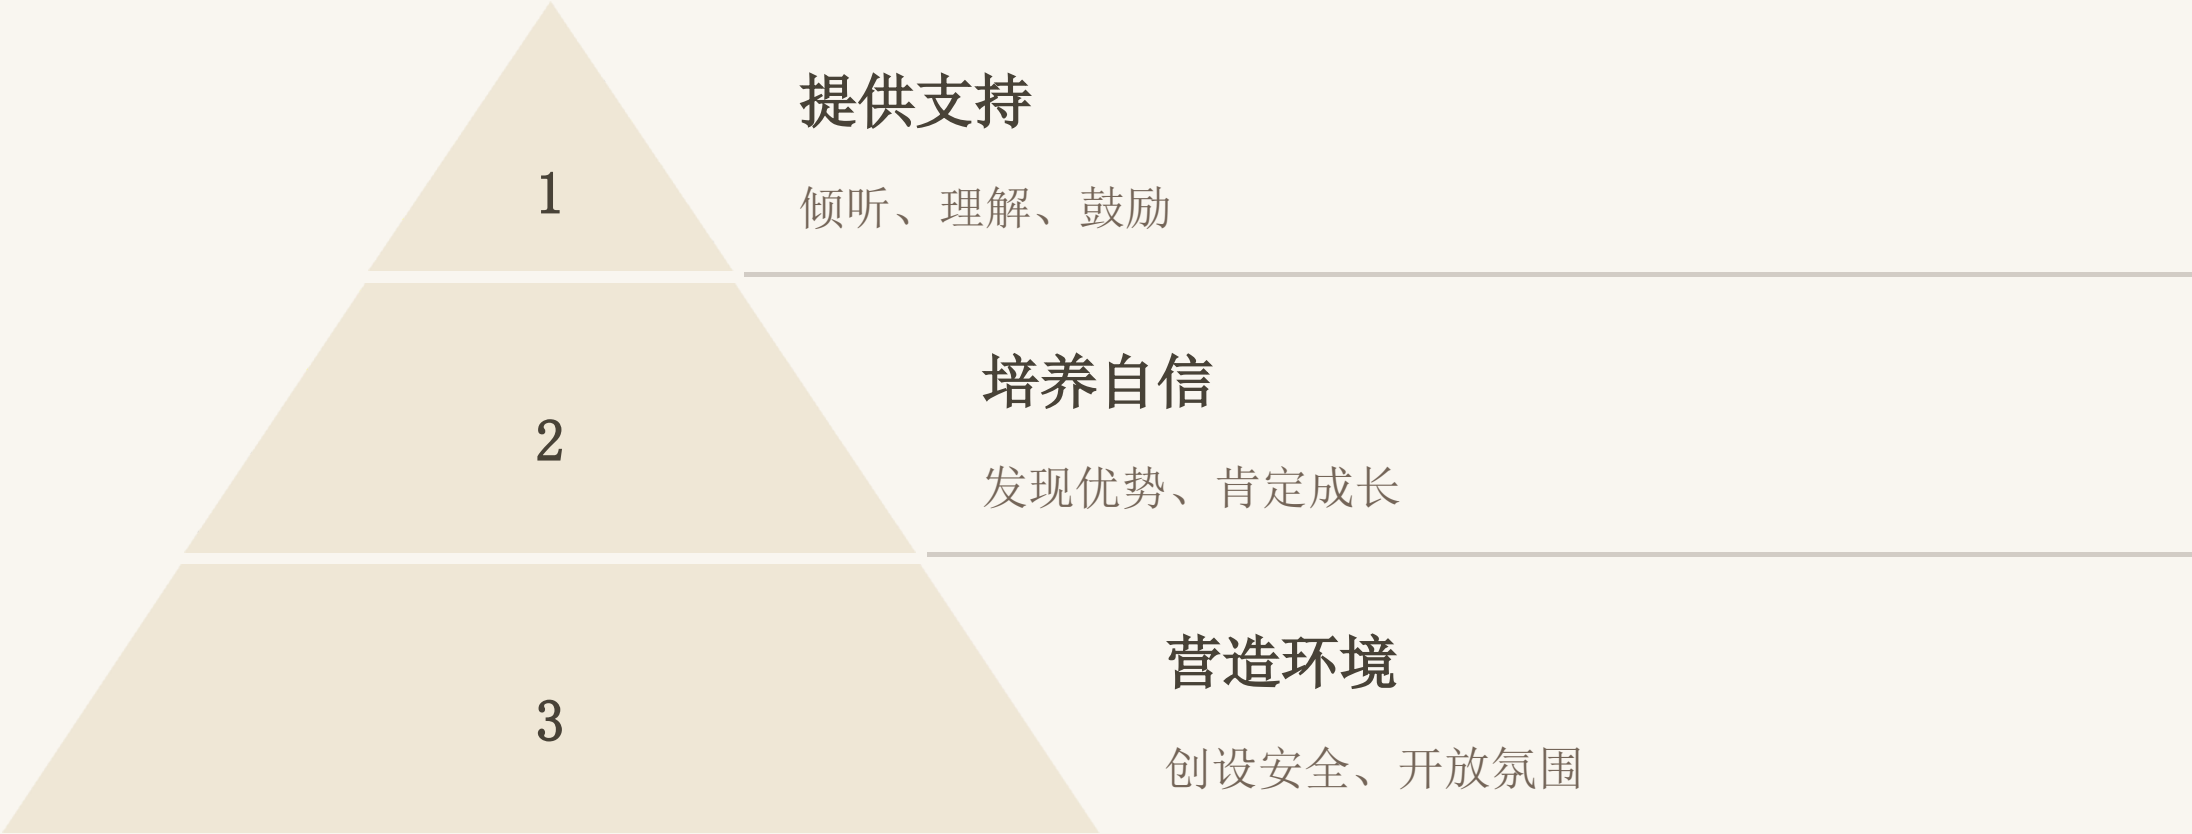 1
提供支持
倾听、理解、鼓励
2
培养自信
发现优势、肯定成长
3
营造环境
创设安全、开放氛围